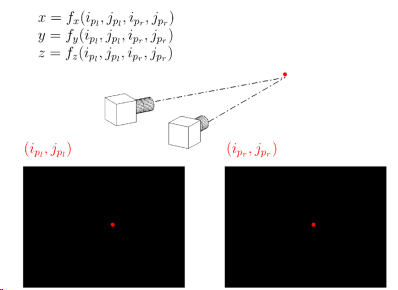 x = f_x(i_{p_l}, j_{p_l}, i_{p_r}, j_{p_r})
y = f_y(i_{p_l}, j_{p_l}, i_{p_r}, j_{p_r})
z = f_z(i_{p_l}, j_{p_l}, i_{p_r}, j_{p_r})
(i_{p_l}, j_{p_l})
(i_{p_r}, j_{p_r})